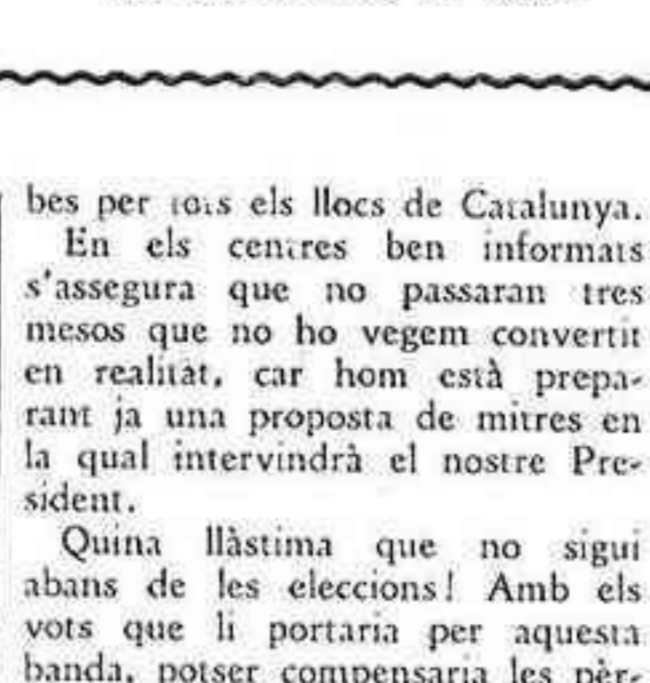 bes per tots els llocs de Catalunya.
En els centres ben informats
s'assegura que no passaran tres
mesos que no ho vegem convertit
en realitat, car hom està prepa-
rant ja una proposta de mitres en
la qual intervindrà el nostre Pre-
sident.
Quina llàstima que no sigui
abans de les eleccions! Amb els
vots que li portaria per aquesta
banda, potser compensaria les pèr-